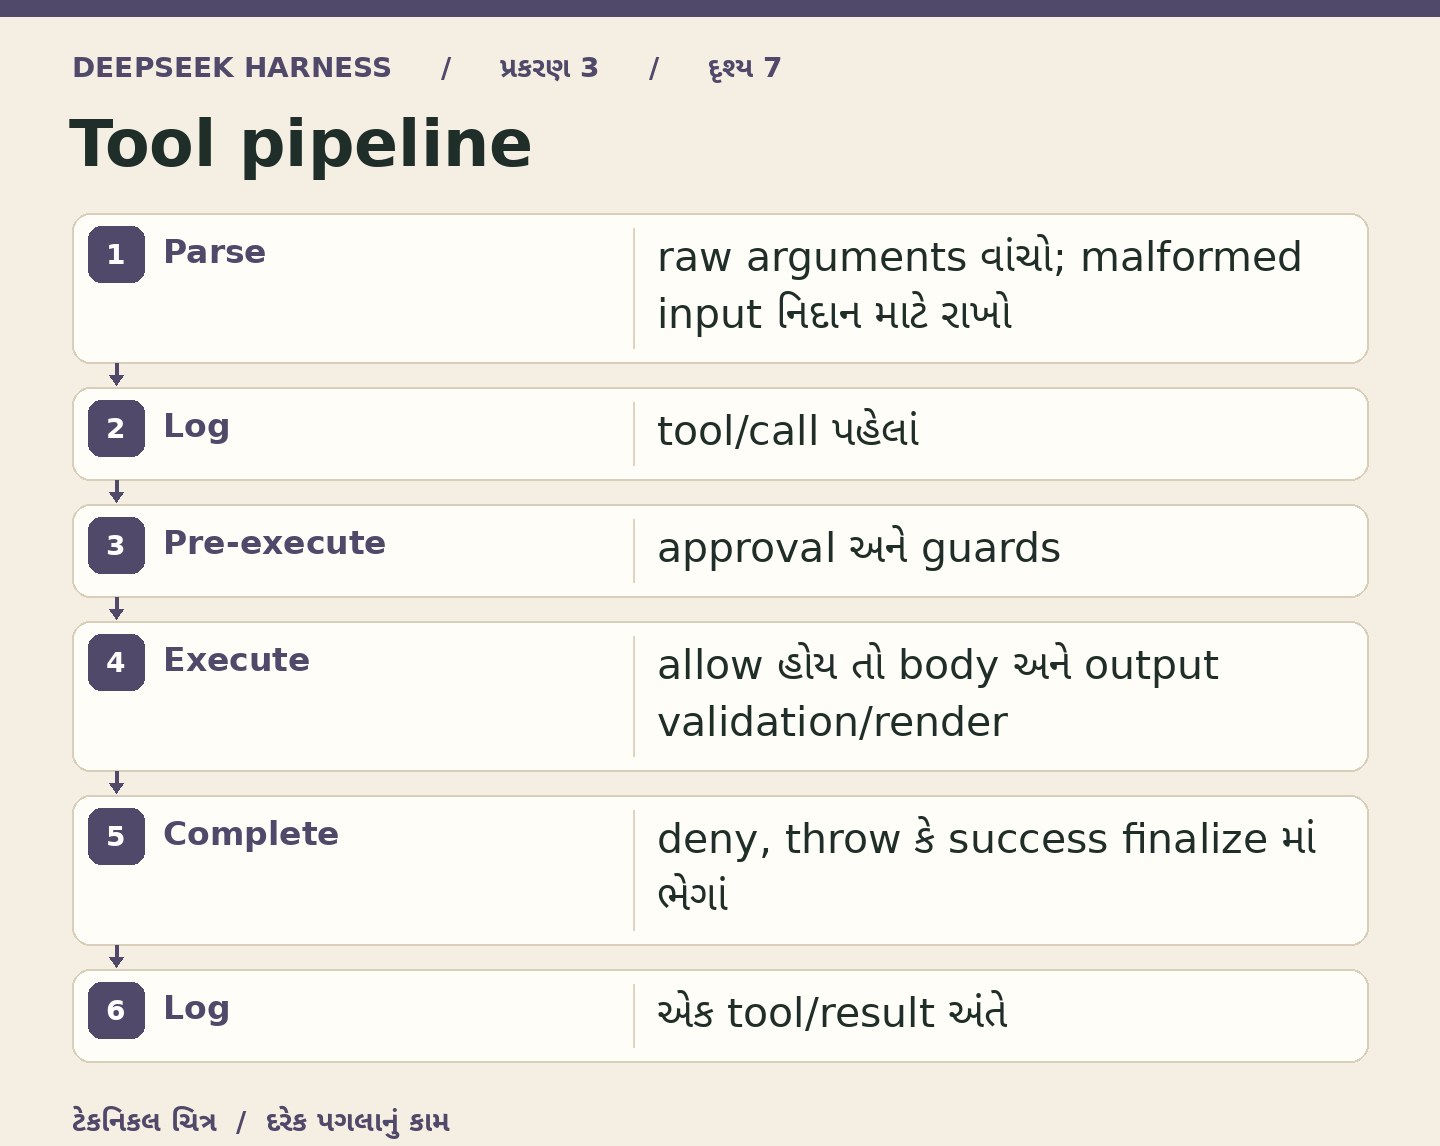 DEEPSEEK HARNESS / પ્રકરણ 3 / દૃશ્ય 7
Tool pipeline
1 Parse
raw arguments વાંચો; malformed
input નિદાન માટે રાખો
2 Log
tool/call પહેલાં
3 Pre-execute
approval અને guards
4 Execute
allow હોય તો body અને output
validation/render
5 Complete
deny, throw કે success finalize માં
ભેગાં
6 Log
એક tool/result અંતે
ટેકનિકલ ચિત્ર / દરેક પગલાનું કામ